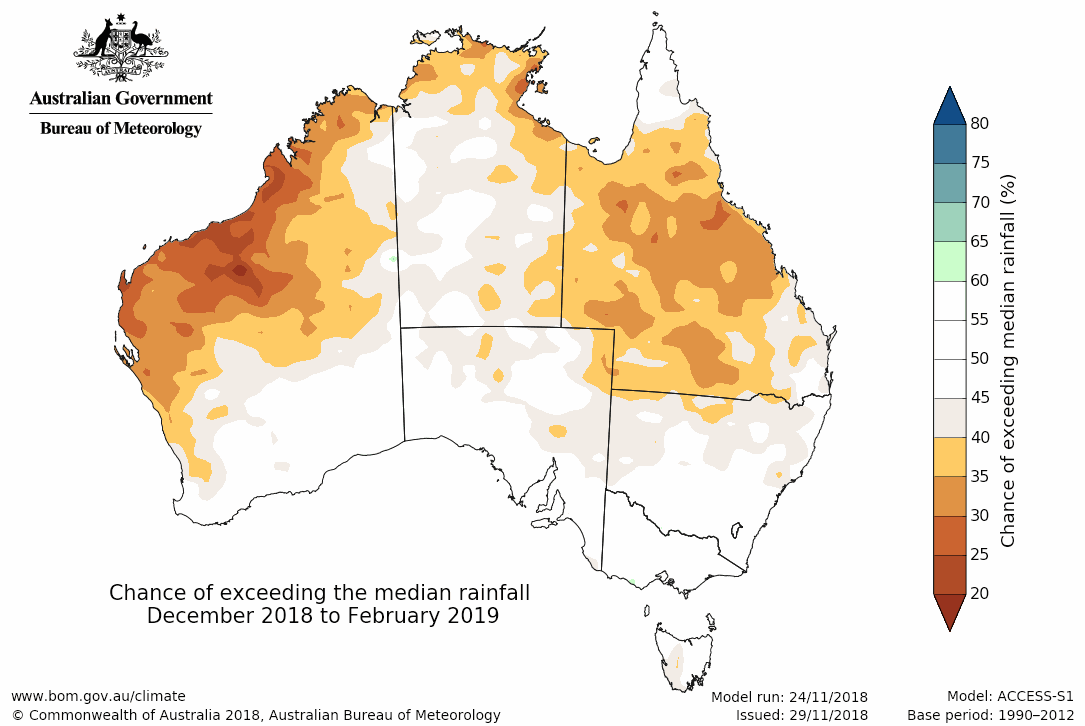 Australian Government
Bureau of Meteorology
80
75
70
65
60
55
50
45
40
35
30
25
20
Chance of exceeding median rainfall (%)
Chance of exceeding the median rainfall
December 2018 to February 2019
www.bom.gov.au/climate
© Commonwealth of Australia 2018, Australian Bureau of Meteorology
Model run: 24/11/2018
Issued: 29/11/2018
Model: ACCESS-S1
Base period: 1990–2012